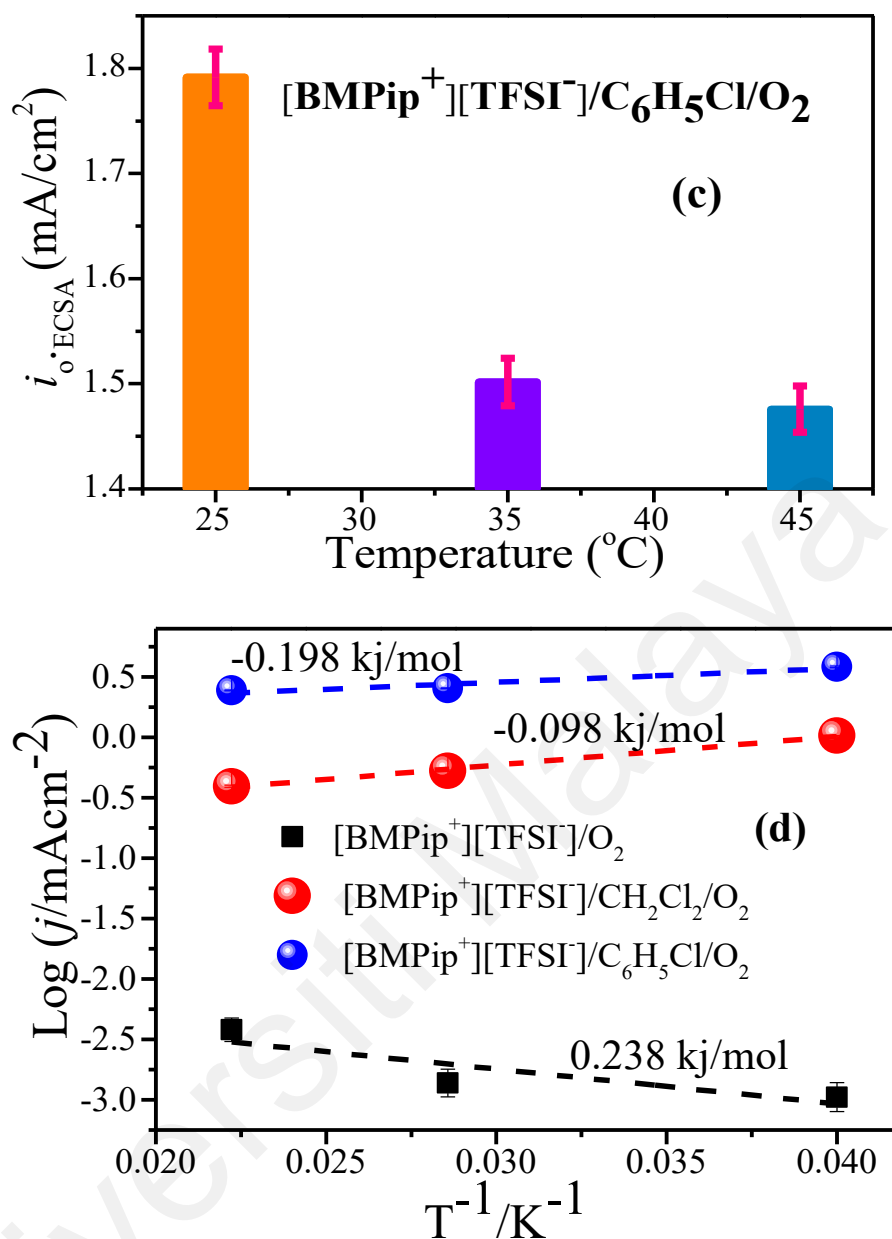 [BMPip+][TFSI-]/C6H5Cl/O2
(c)
io.ECSA (mA/cm2)
1.8
1.7
1.6
1.5
1.4
25 30 35 40 45
Temperature (oC)
-0.198 kj/mol
-0.098 kj/mol
(d)
[BMPip+][TFSI-]/O2
[BMPip+][TFSI-]/CH2Cl2/O2
[BMPip+][TFSI-]/C6H5Cl/O2
0.238 kj/mol
Log (j/mAcm-2)
0.5
0.0
-0.5
-1.0
-1.5
-2.0
-2.5
-3.0
0.020 0.025 0.030 0.035 0.040
T-1/K-1
versiti Malaya